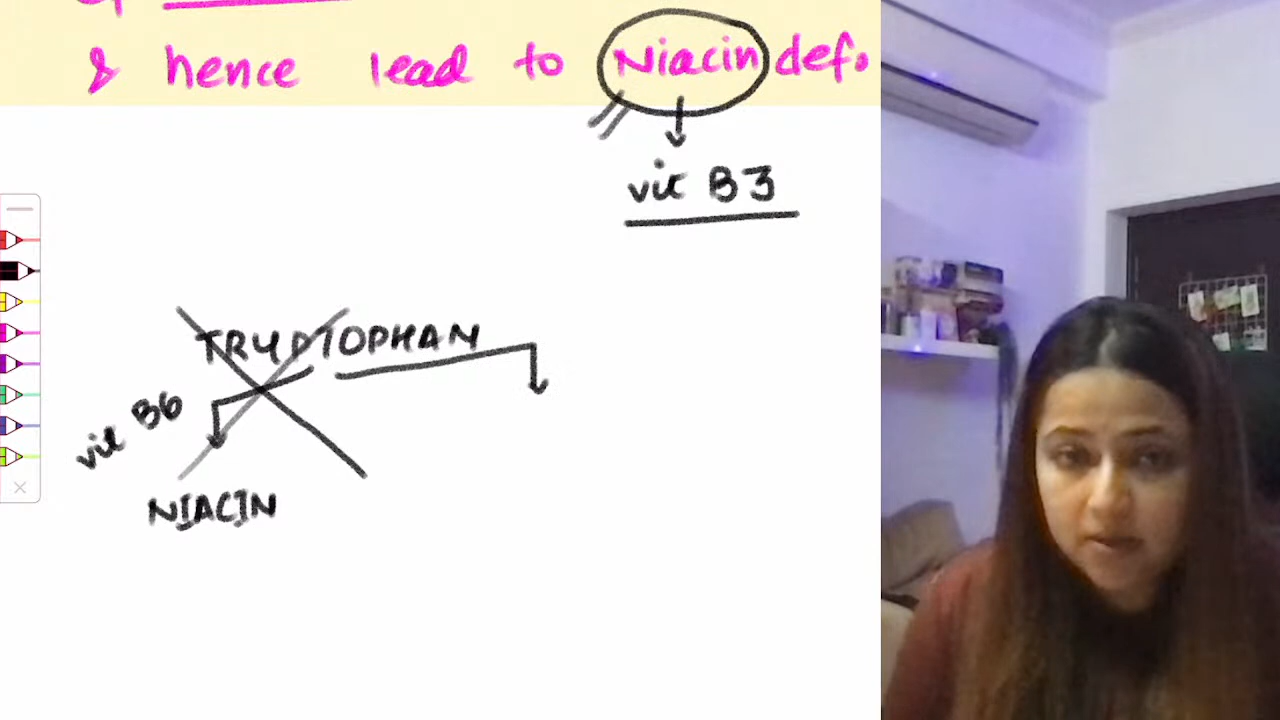 & hence lead to Niacin def.
vit B3
TRYPTOPHAN
vit B6
NIACIN